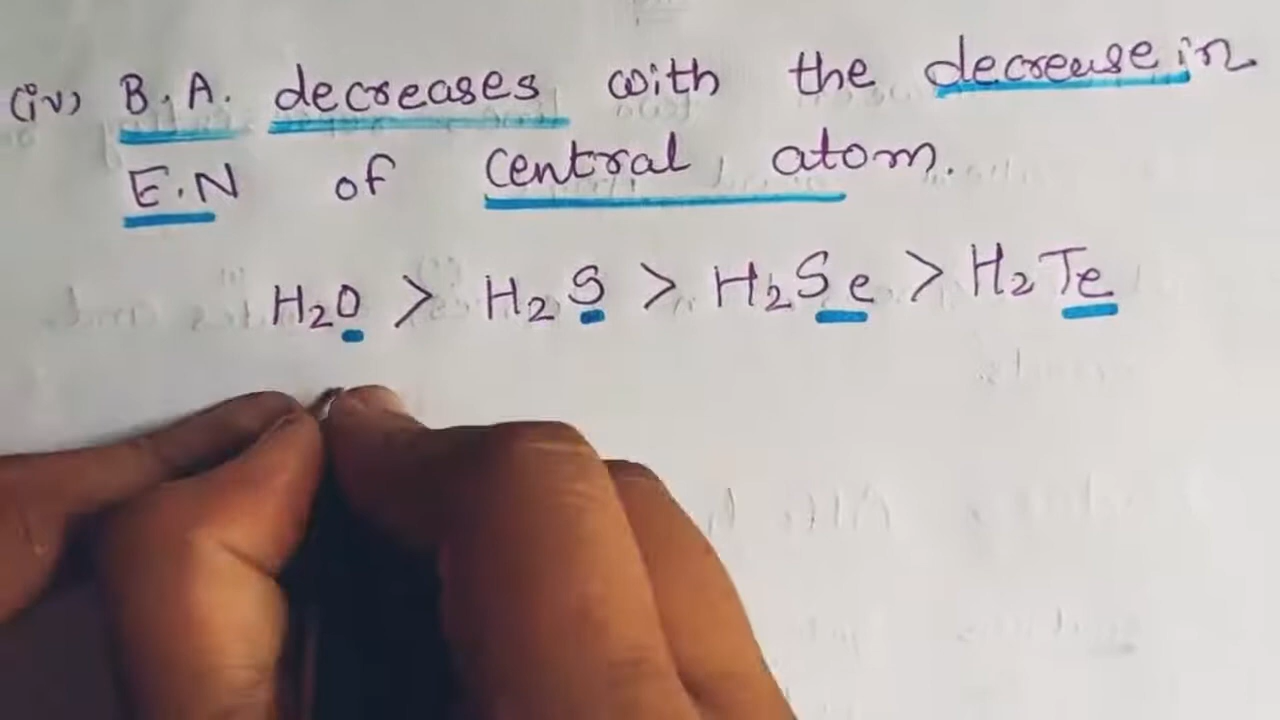 (iv) B.A. decreases with the decrease in
E.N of central atom.
H₂O > H₂S > H₂Se > H₂Te